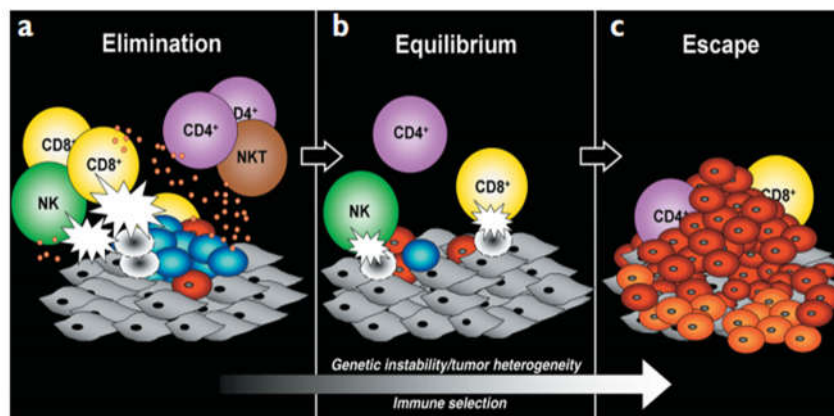 a
Elimination
CD8+
CD8+
NK
CD4+
D4+
NKT
b
Equilibrium
CD4+
NK
CD8+
c
Escape
CD4+
CD8+
Genetic instability/tumor heterogeneity
Immune selection